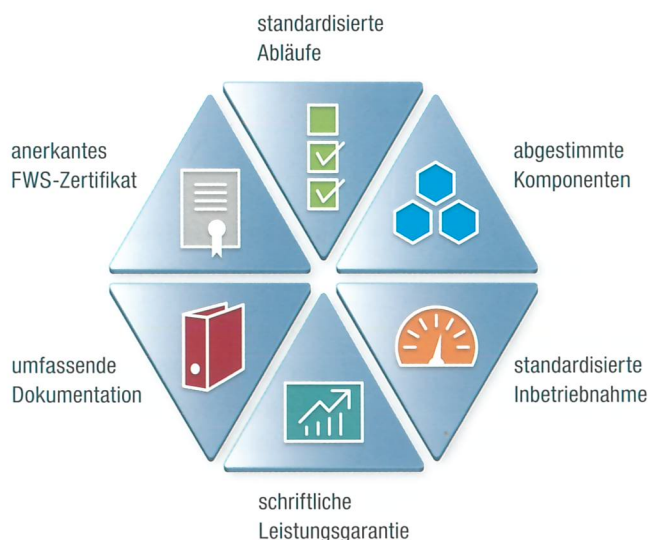 standardisierte
Abläufe
abgestimmte
Komponenten
standardisierte
Inbetriebnahme
schriftliche
Leistungsgarantie
umfassende
Dokumentation
anerkantes
FWS-Zertifikat